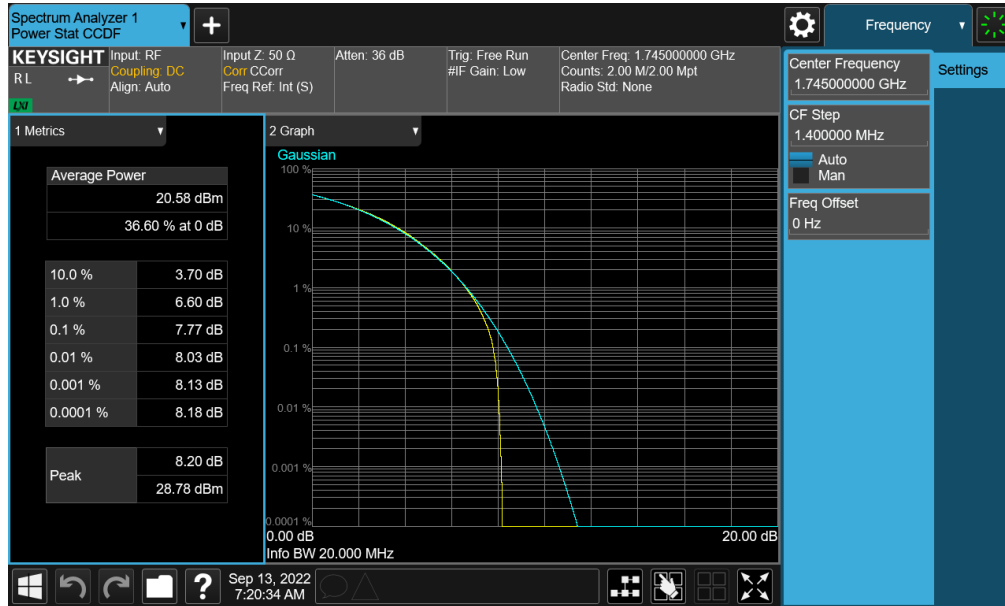 Spectrum Analyzer 1
Power Stat CCDF
+
Frequency
KEYSIGHT
RL
LXI
Input: RF
Coupling: DC
Align: Auto
Input Z: 50 Ω
Corr CCorr
Freq Ref: Int (S)
Atten: 36 dB
Trig: Free Run
#IF Gain: Low
Center Freq: 1.745000000 GHz
Counts: 2.00 M/2.00 Mpt
Radio Std: None
Center Frequency
1.745000000 GHz
Settings
CF Step
1.400000 MHz
Auto
Man
Freq Offset
0 Hz
1 Metrics
Average Power
20.58 dBm
36.60 % at 0 dB
10.0 % 3.70 dB
1.0 % 6.60 dB
0.1 % 7.77 dB
0.01 % 8.03 dB
0.001 % 8.13 dB
0.0001 % 8.18 dB
Peak
8.20 dB
28.78 dBm
2 Graph
Gaussian
100 %
10 %
1 %
0.1 %
0.01 %
0.001 %
0.0001 %
0.00 dB 20.00 dB
Info BW 20.000 MHz
?
Sep 13, 2022
7:20:34 AM